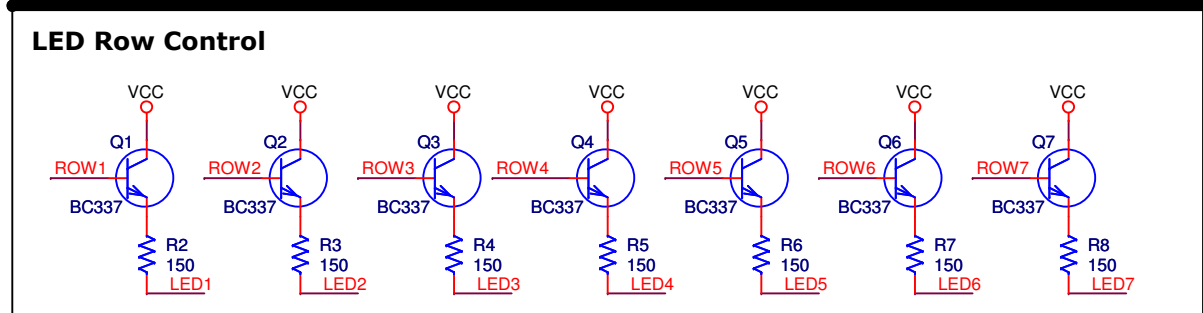 LED Row Control
VCC VCC VCC VCC VCC VCC VCC
Q1 Q2 Q3 Q4 Q5 Q6 Q7
ROW1 ROW2 ROW3 ROW4 ROW5 ROW6 ROW7
BC337 BC337 BC337 BC337 BC337 BC337 BC337
R2 R3 R4 R5 R6 R7 R8
150 150 150 150 150 150 150
LED1 LED2 LED3 LED4 LED5 LED6 LED7